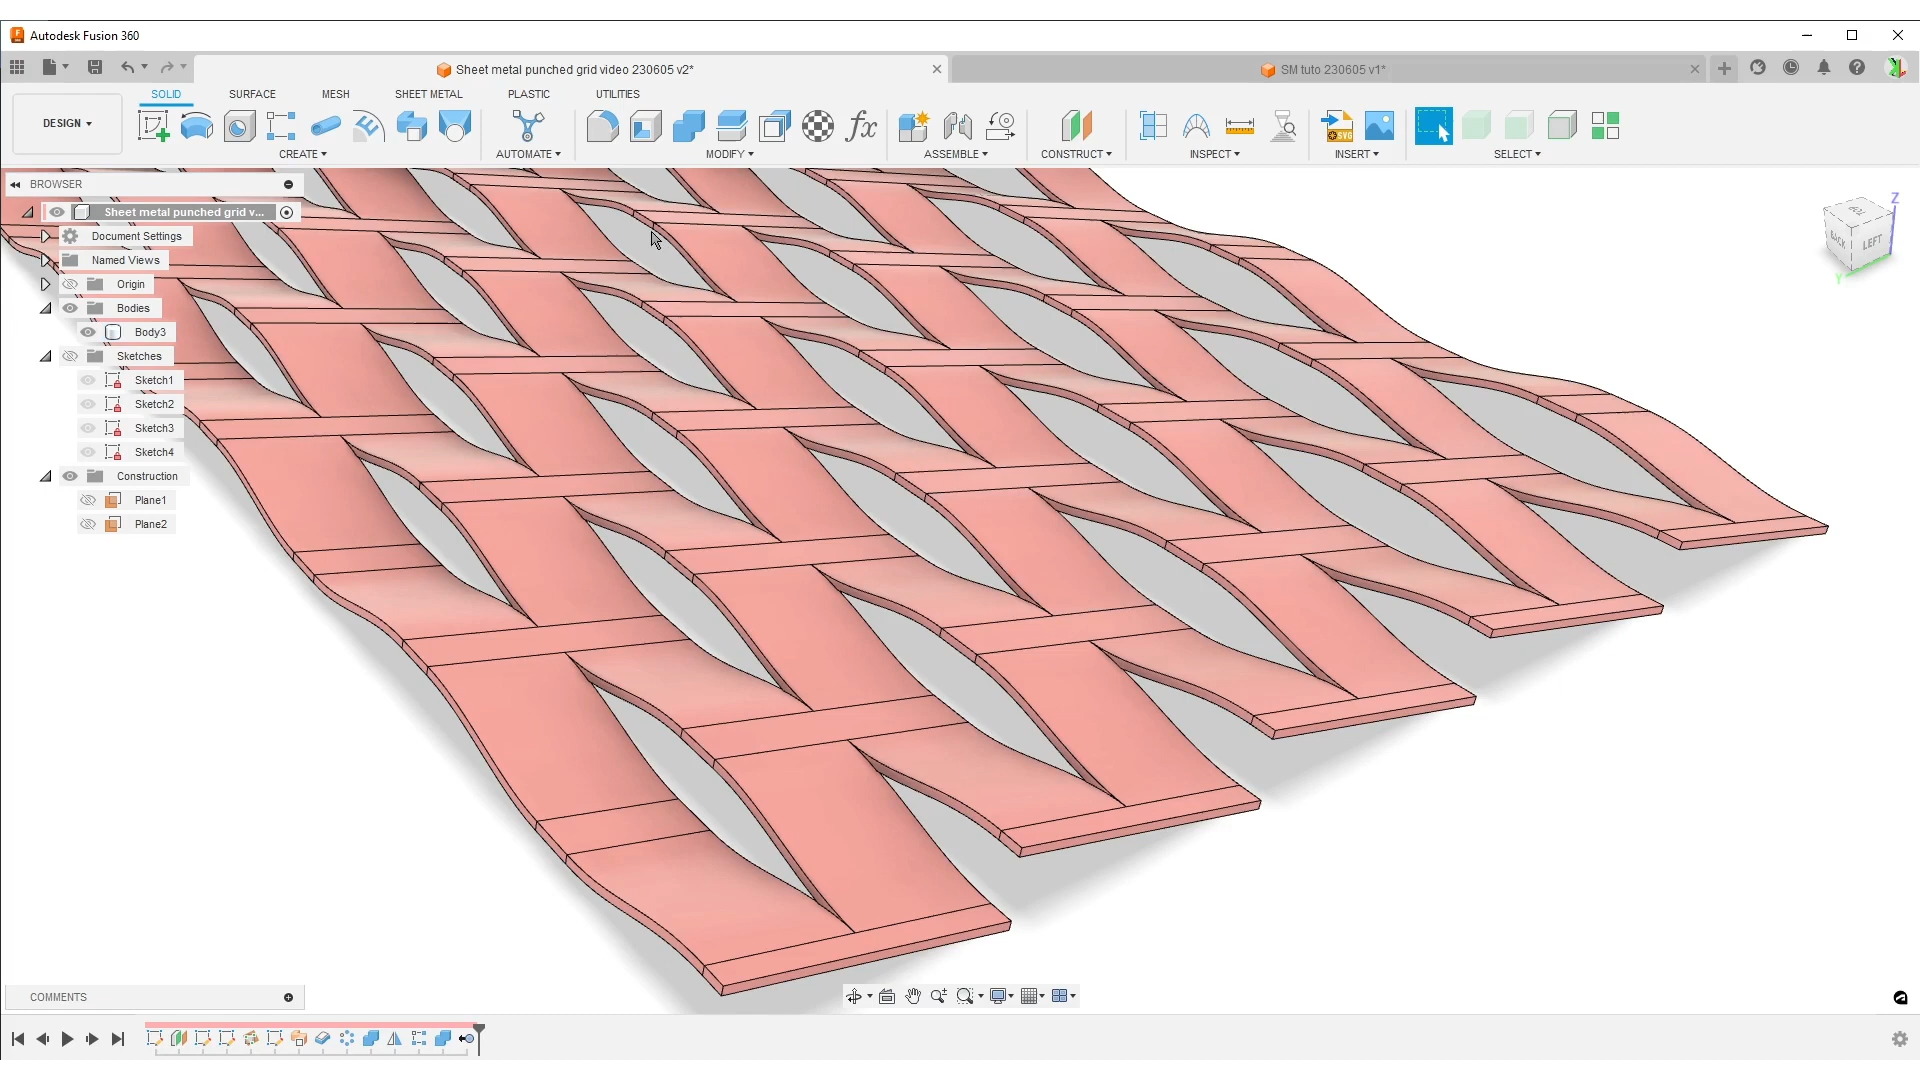 Autodesk Fusion 360
Sheet metal punched grid video 230605 v2*
SM tuto 230605 v1*
SOLID SURFACE MESH SHEET METAL PLASTIC UTILITIES
DESIGN
CREATE AUTOMATE MODIFY ASSEMBLE CONSTRUCT INSPECT INSERT SELECT
BROWSER
Sheet metal punched grid v...
Document Settings
Named Views
Origin
Bodies
Body3
Sketches
Sketch1
Sketch2
Sketch3
Sketch4
Construction
Plane1
Plane2
Z
TOP
BACK LEFT
Y
COMMENTS